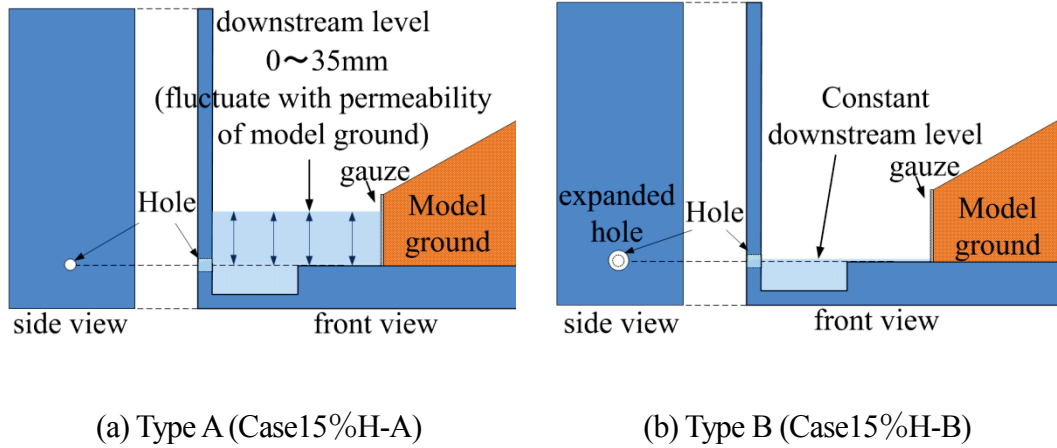 downstream level
0〜35mm
(fluctuate with permeability
of model ground)
gauze
Hole
Model
ground
side view
front view
(a) Type A (Case15%H-A)
Constant
downstream level
gauze
expanded
hole
Hole
Model
ground
side view
front view
(b) Type B (Case15%H-B)